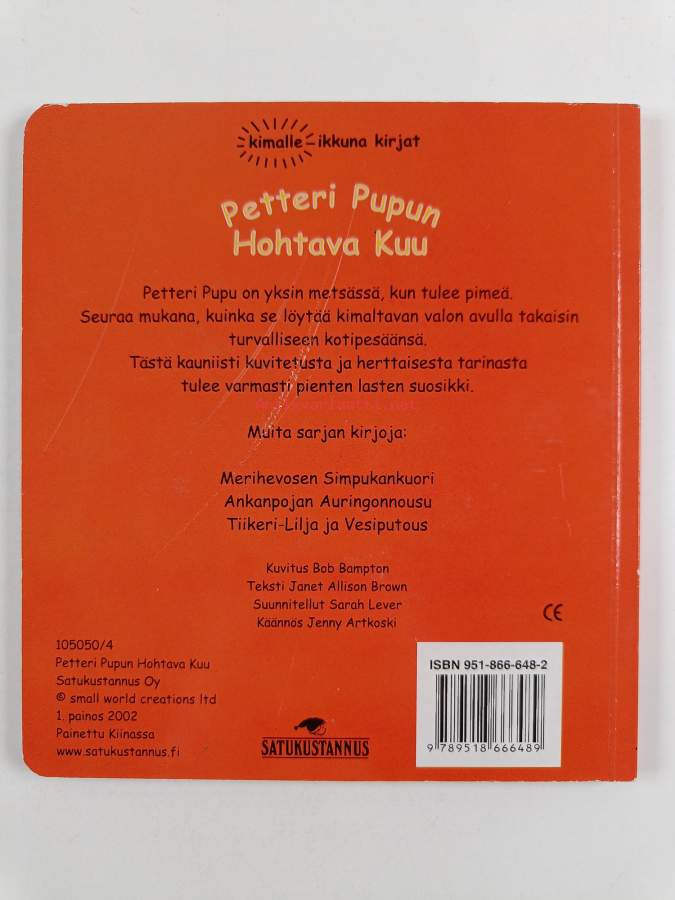 kimalle ikkuna kirjat
Petteri Pupun
Hohtava Kuu
Petteri Pupu on yksin metsässä, kun tulee pimeä.
Seuraa mukana, kuinka se löytää kimaltavan valon avulla takaisin
turvalliseen kotipesäänsä.
Tästä kauniisti kuvitetusta ja herttaisesta tarinasta
tulee varmasti pienten lasten suosikki.
Muita sarjan kirjoja:
Merihevosen Simpukankuori
Ankanpojan Auringonnousu
Tiikeri-Lilja ja Vesiputous
Kuvitus Bob Bampton
Teksti Janet Allison Brown
Suunnitellut Sarah Lever
Käännös Jenny Artkoski
CE
105050/4
Petteri Pupun Hohtava Kuu
Satukustannus Oy
© small world creations ltd
1. painos 2002
Painettu Kiinassa
www.satukustannus.fi
SATUKUSTANNUS
ISBN 951-866-648-2
9 789518 666489